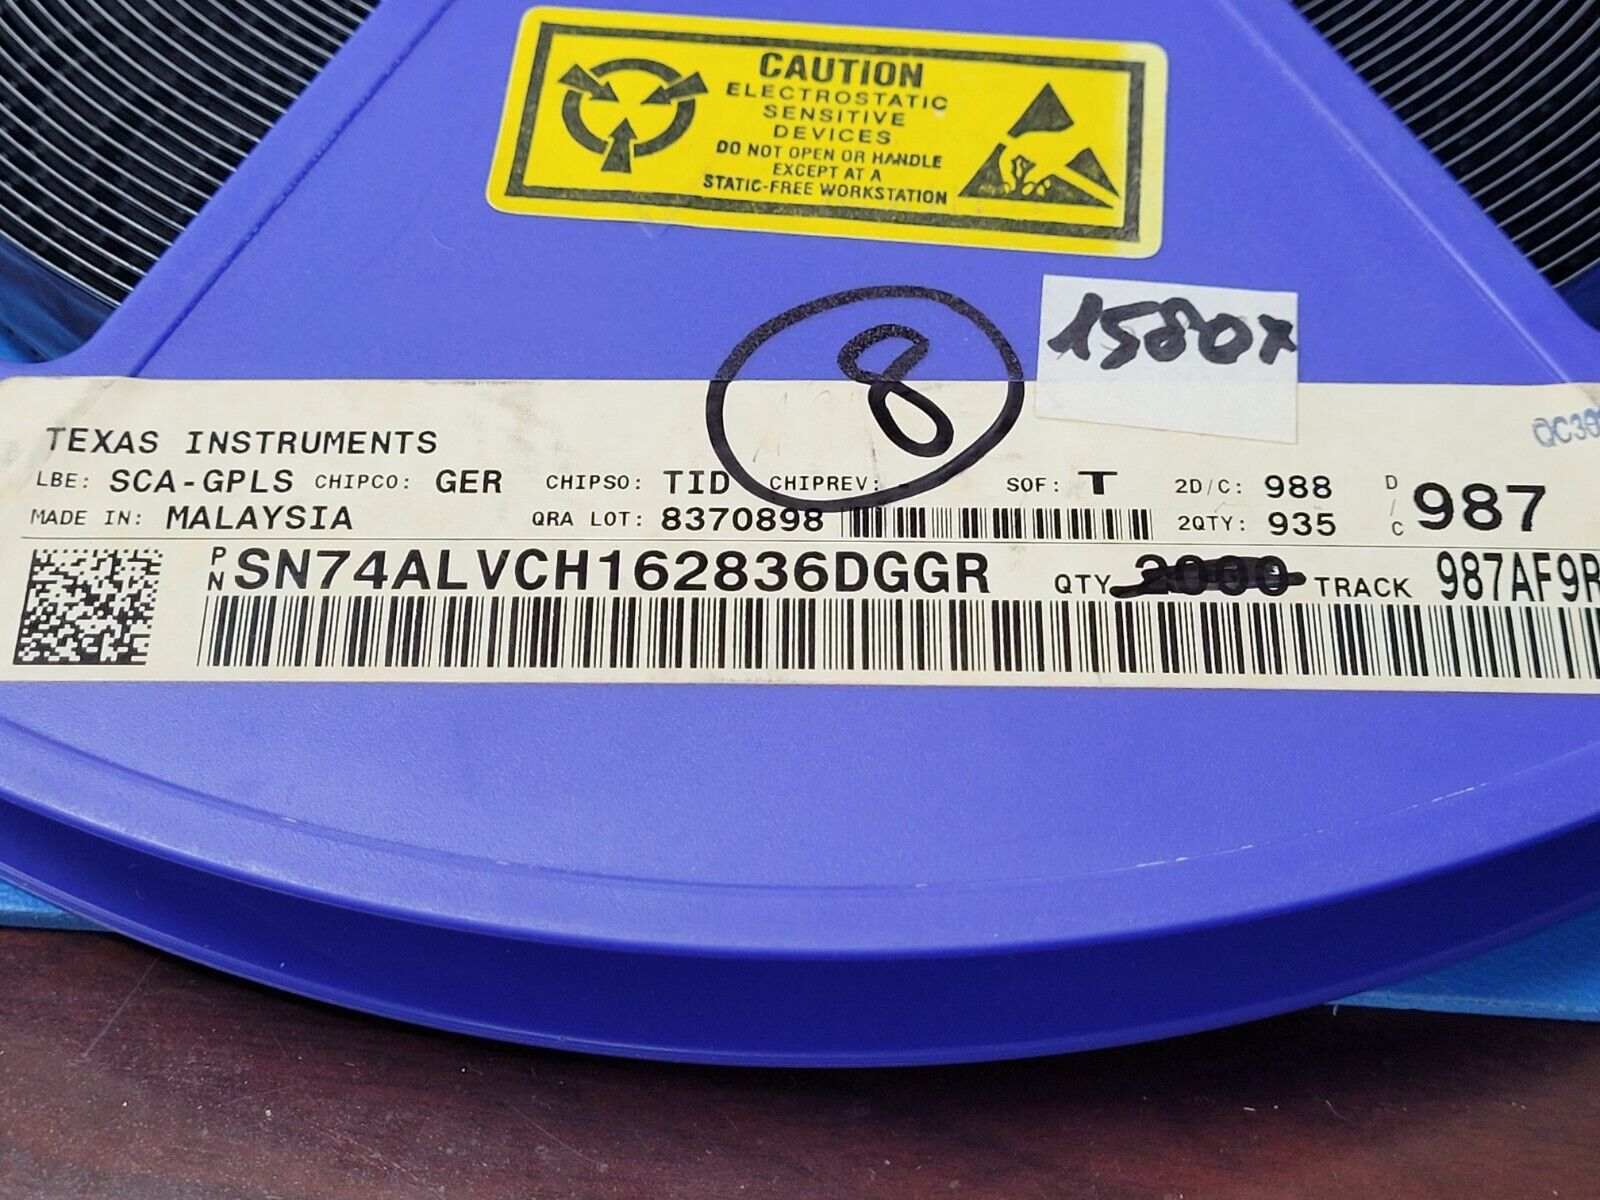 CAUTION
ELECTROSTATIC
SENSITIVE
DEVICES
DO NOT OPEN OR HANDLE
EXCEPT AT A
STATIC-FREE WORKSTATION
8
1580x
TEXAS INSTRUMENTS
LBE: SCA-GPLS CHIPCO: GER CHIPSO: TID CHIPREV: - SOF: T 2D/C: 988 D/C 987
MADE IN: MALAYSIA QRA LOT: 8370898 2QTY: 935
PN SN74ALVCH162836DGGR QTY 2000 TRACK 987AF9R